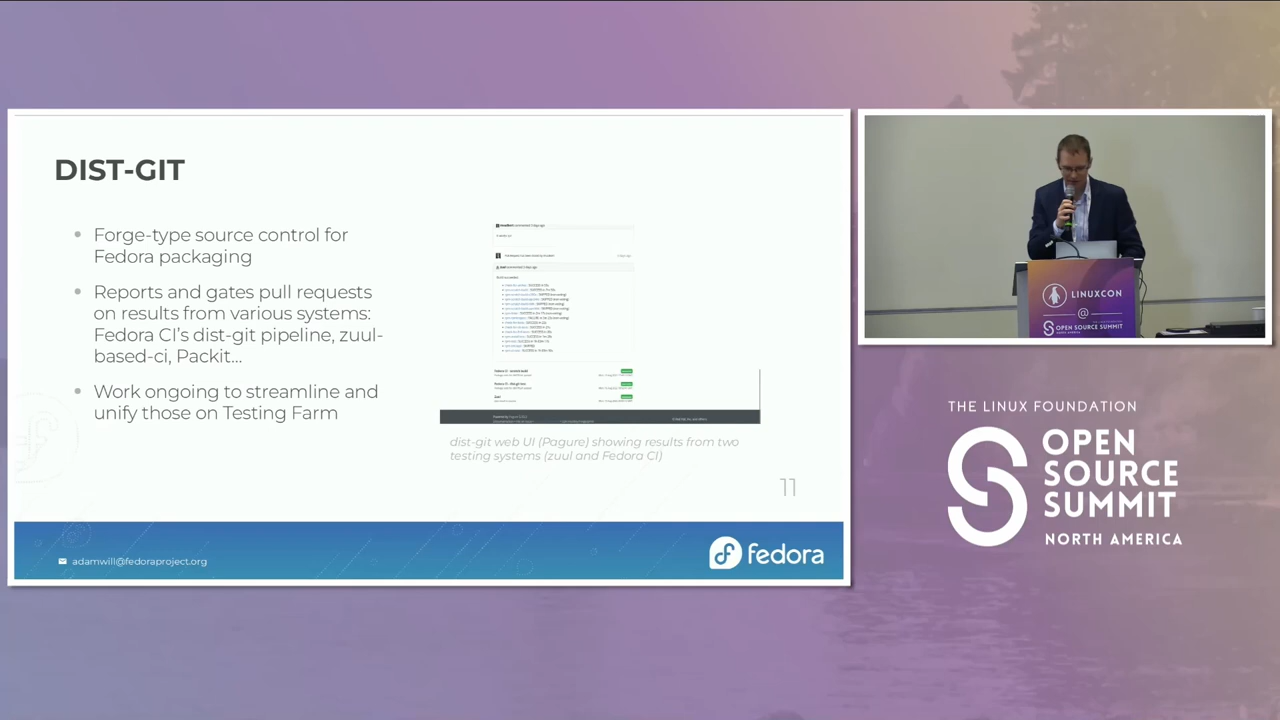 DIST-GIT
Forge-type source control for
Fedora packaging
Reports and gates pull requests
on results from various systems:
Fedora CI's dist-git pipeline, zuul-
based-ci, Packit...
Work ongoing to streamline and
unify those on Testing Farm
dist-git web UI (Pagure) showing results from two
testing systems (zuul and Fedora CI)
11
adamwill@fedoraproject.org
fedora
LINUXCON
@
OPEN SOURCE SUMMIT
THE LINUX FOUNDATION
OPEN
SOURCE
SUMMIT
NORTH AMERICA